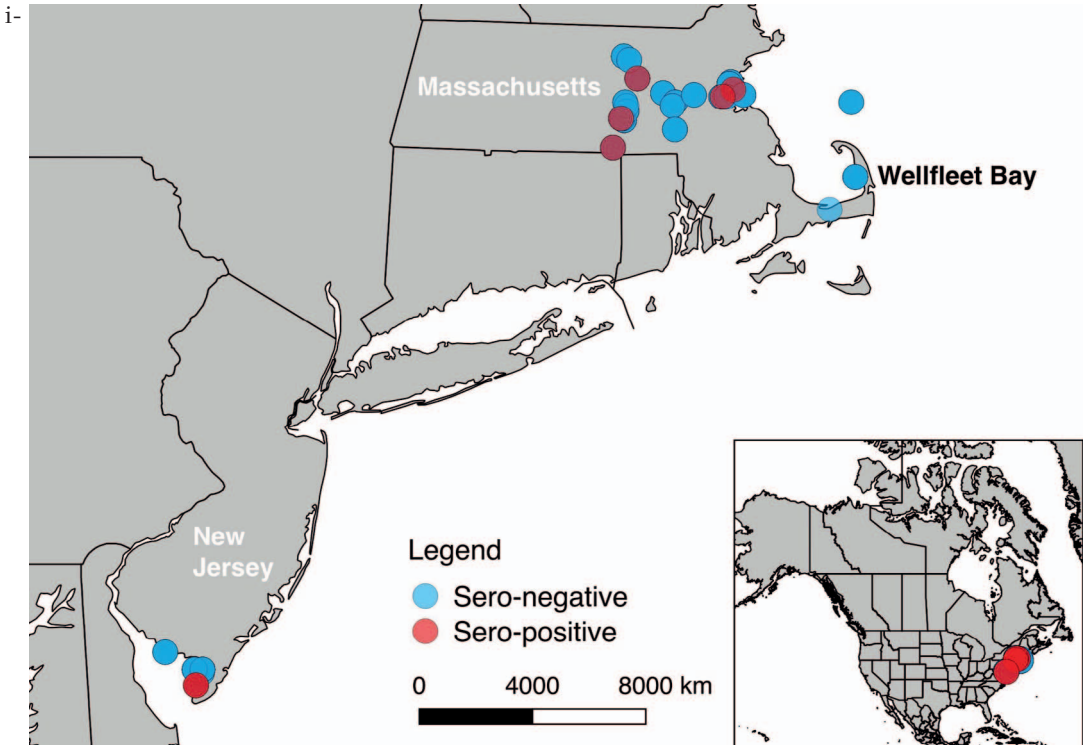 i-
Massachusetts
Wellfleet Bay
New
Jersey
Legend
Sero-negative
Sero-positive
0 4000 8000 km